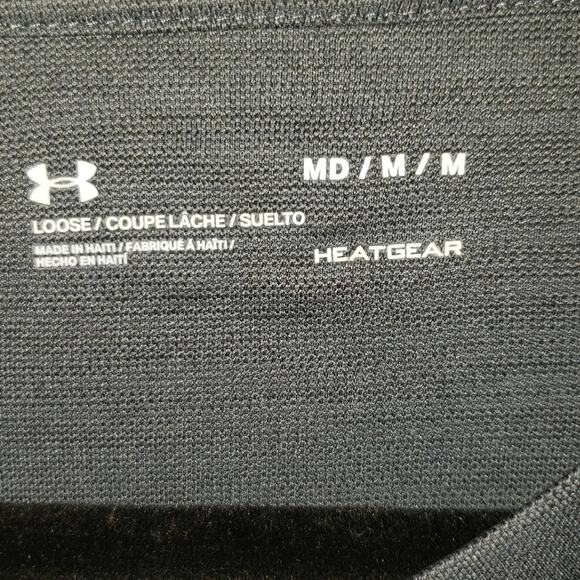 MD / M / M
LOOSE / COUPE LÂCHE / SUELTO
MADE IN HAITI / FABRIQUÉ À HAÏTI /
HECHO EN HAITÍ
HEATGEAR